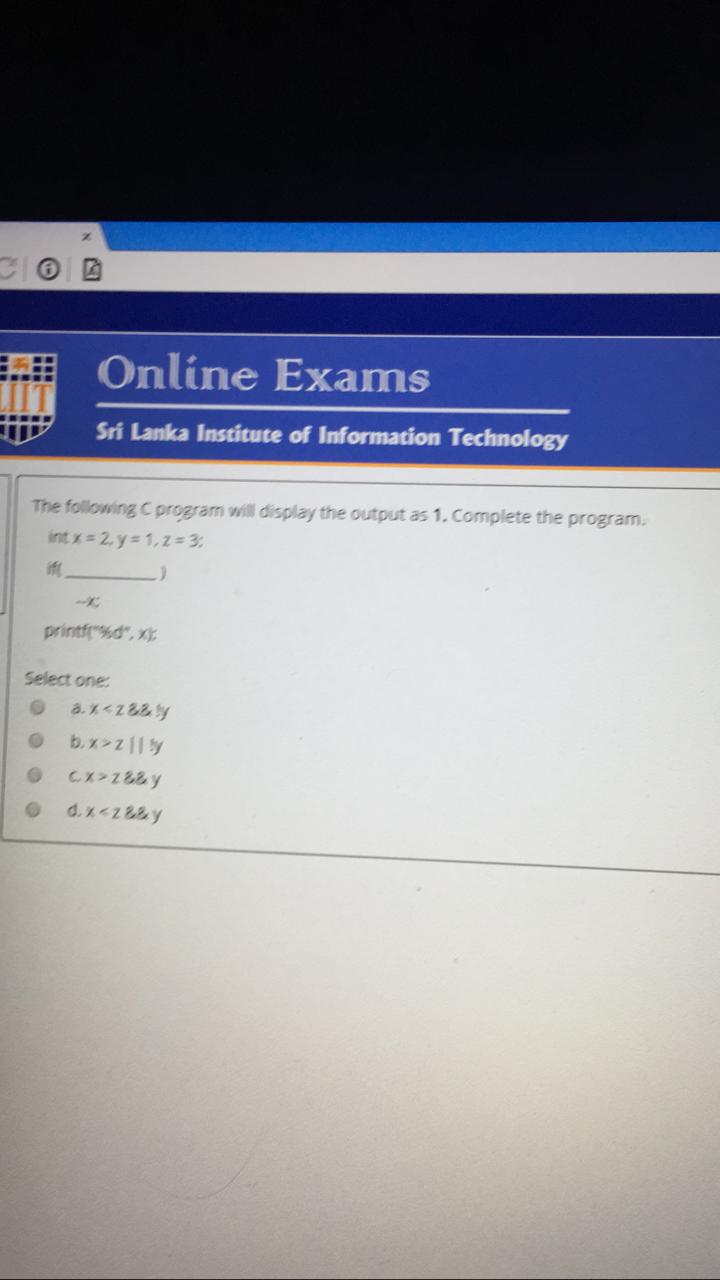 Online Exams
LIIT
Sri Lanka Institute of Information Technology
The following C program will display the output as 1. Complete the program.
int x = 2, y = 1, z = 3;
if(__________)
--x;
printf("%d", x);
Select one:
a. x < z && !y
b. x > z || !y
c. x > z && y
d. x < z && y